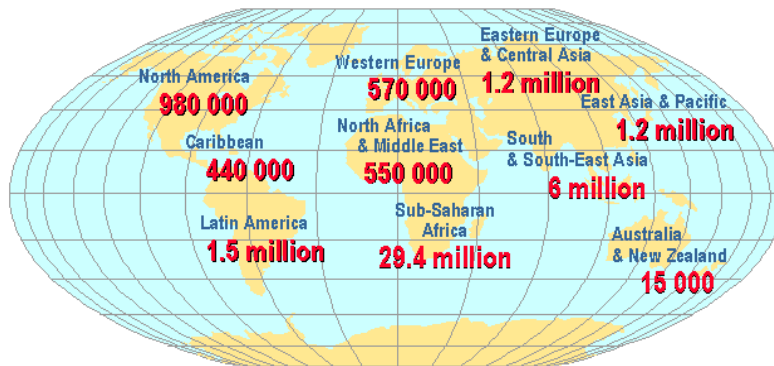 Eastern Europe
& Central Asia
1.2 million
Western Europe
570 000
North America
980 000
East Asia & Pacific
1.2 million
North Africa
& Middle East
550 000
South
& South-East Asia
6 million
Caribbean
440 000
Sub-Saharan
Africa
29.4 million
Latin America
1.5 million
Australia
& New Zealand
15 000